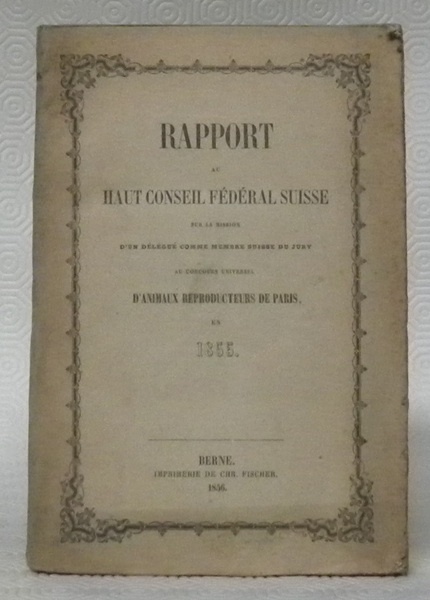 RAPPORT
AU
HAUT CONSEIL FÉDÉRAL SUISSE
SUR LA MISSION
D'UN DÉLÉGUÉ COMME MEMBRE SUISSE DU JURY
AU CONCOURS UNIVERSEL
D'ANIMAUX REPRODUCTEURS DE PARIS,
EN
1855.
BERNE.
IMPRIMERIE DE CHR. FISCHER.
1856.